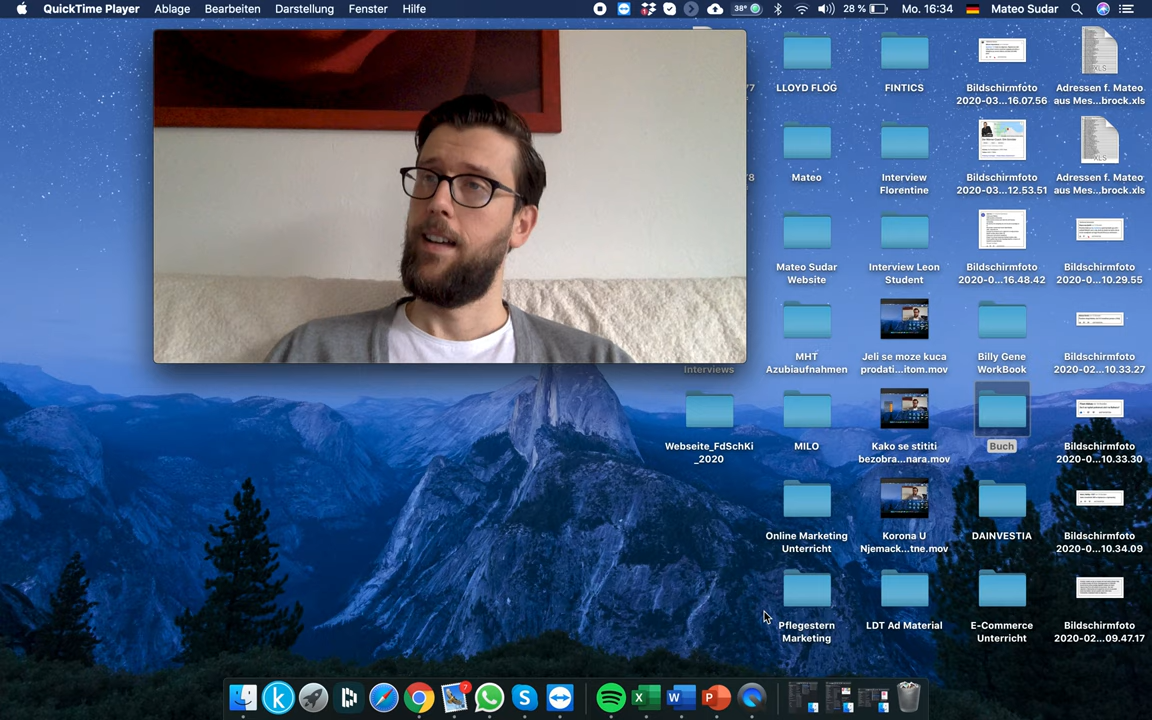 QuickTime Player Ablage Bearbeiten Darstellung Fenster Hilfe 38° 28 % Mo. 16:34 Mateo Sudar
LLOYD FLOG
FINTICS
Bildschirmfoto
2020-03...16.07.56
Adressen f. Mateo
aus Mes...brock.xls
Mateo
Interview
Florentine
Bildschirmfoto
2020-03...12.53.51
Adressen f. Mateo
aus Mes...brock.xls
Mateo Sudar
Website
Interview Leon
Student
Bildschirmfoto
2020-0...16.48.42
Bildschirmfoto
2020-0...10.29.55
Interviews
MHT
Azubiaufnahmen
Jeli se moze kuca
prodati...itom.mov
Billy Gene
WorkBook
Bildschirmfoto
2020-02...10.33.27
Webseite_FdSchKi
_2020
MILO
Kako se stititi
bezobra...nara.mov
Buch
Bildschirmfoto
2020-0...10.33.30
Online Marketing
Unterricht
Korona U
Njemack...tne.mov
DAINVESTIA
Bildschirmfoto
2020-0...10.34.09
Pflegestern
Marketing
LDT Ad Material
E-Commerce
Unterricht
Bildschirmfoto
2020-02...09.47.17
XLS
XLS
7